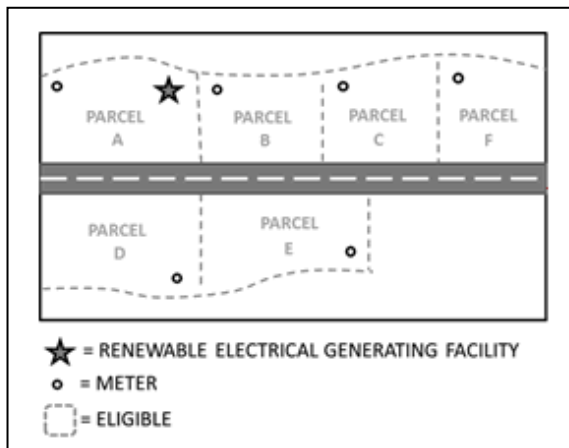 PARCEL
A
PARCEL
B
PARCEL
C
PARCEL
F
PARCEL
D
PARCEL
E
= RENEWABLE ELECTRICAL GENERATING FACILITY
= METER
= ELIGIBLE